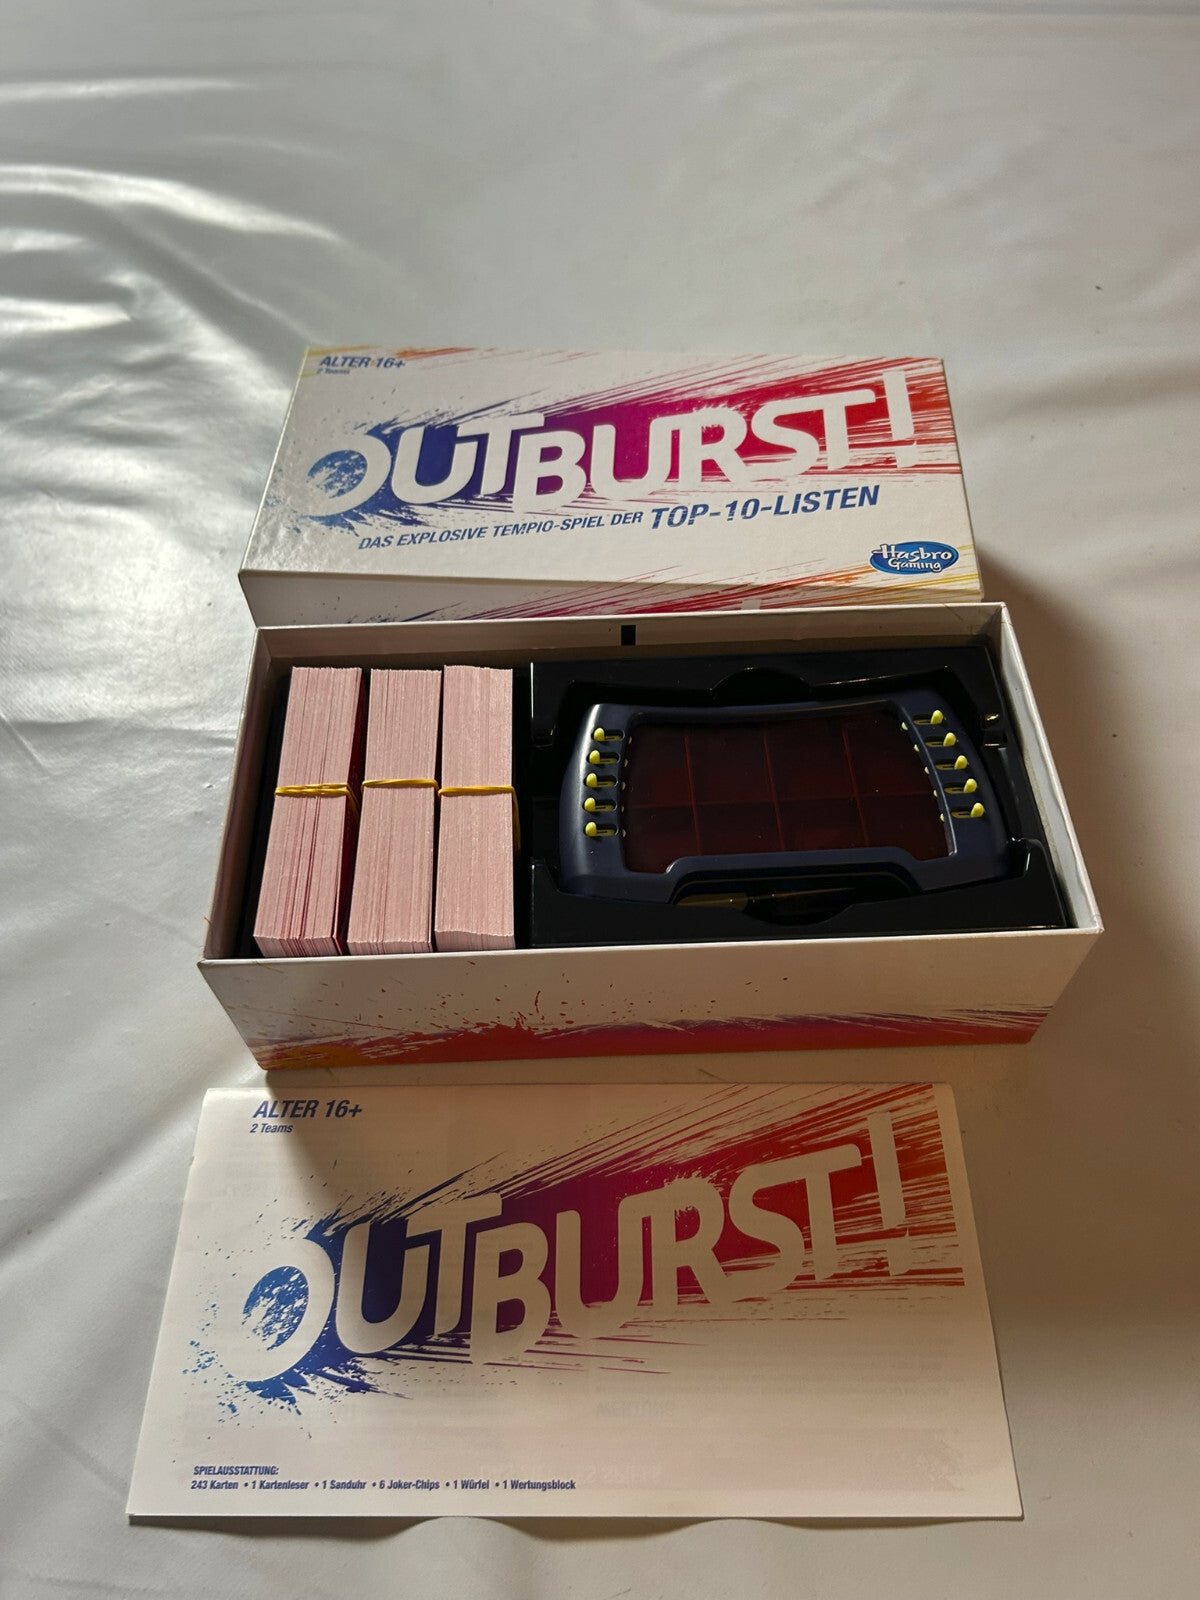 ALTER 16+
2 Teams
OUTBURST!
DAS EXPLOSIVE TEMPIO-SPIEL DER TOP-10-LISTEN
Hasbro
Gaming
ALTER 16+
2 Teams
OUTBURST!
SPIELAUSSTATTUNG:
243 Karten • 1 Kartenleser • 1 Sanduhr • 6 Joker-Chips • 1 Würfel • 1 Wertungsblock